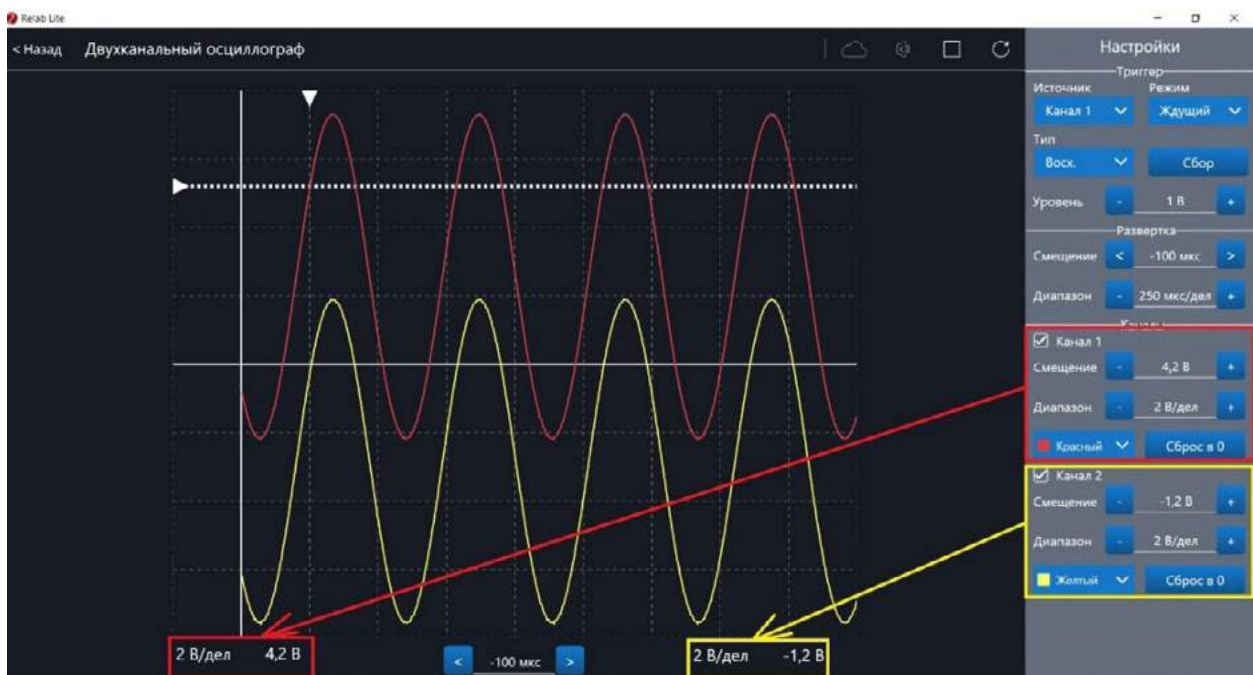 Relab Lite
< Назад Двухканальный осциллограф
Настройки
Триггер
Источник Режим
Канал 1 Ждущий
Тип
Восх. Сбор
Уровень - 1 В +
Развертка
Смещение < -100 мкс >
Диапазон - 250 мкс/дел +
Каналы
Канал 1
Смещение - 4,2 В +
Диапазон - 2 В/дел +
Красный Сброс в 0
Канал 2
Смещение - -1,2 В +
Диапазон - 2 В/дел +
Желтый Сброс в 0
2 В/дел 4,2 В < -100 мкс > 2 В/дел -1,2 В